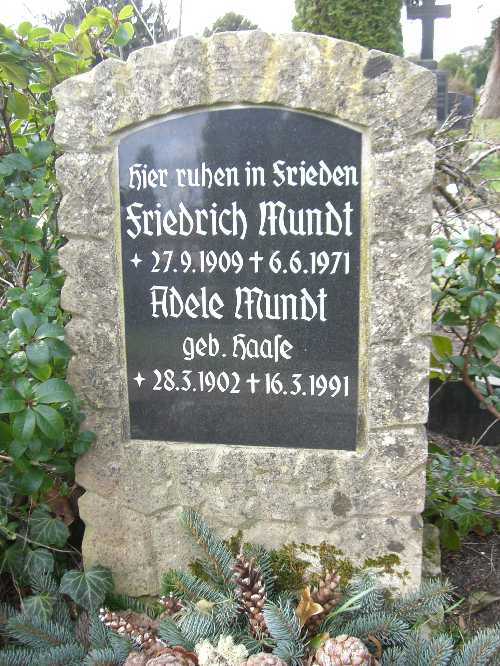 Hier ruhen in Frieden
Friedrich Mundt
✦ 27.9.1909 ✝ 6.6.1971
Adele Mundt
geb. Haaſe
✦ 28.3.1902 ✝ 16.3.1991